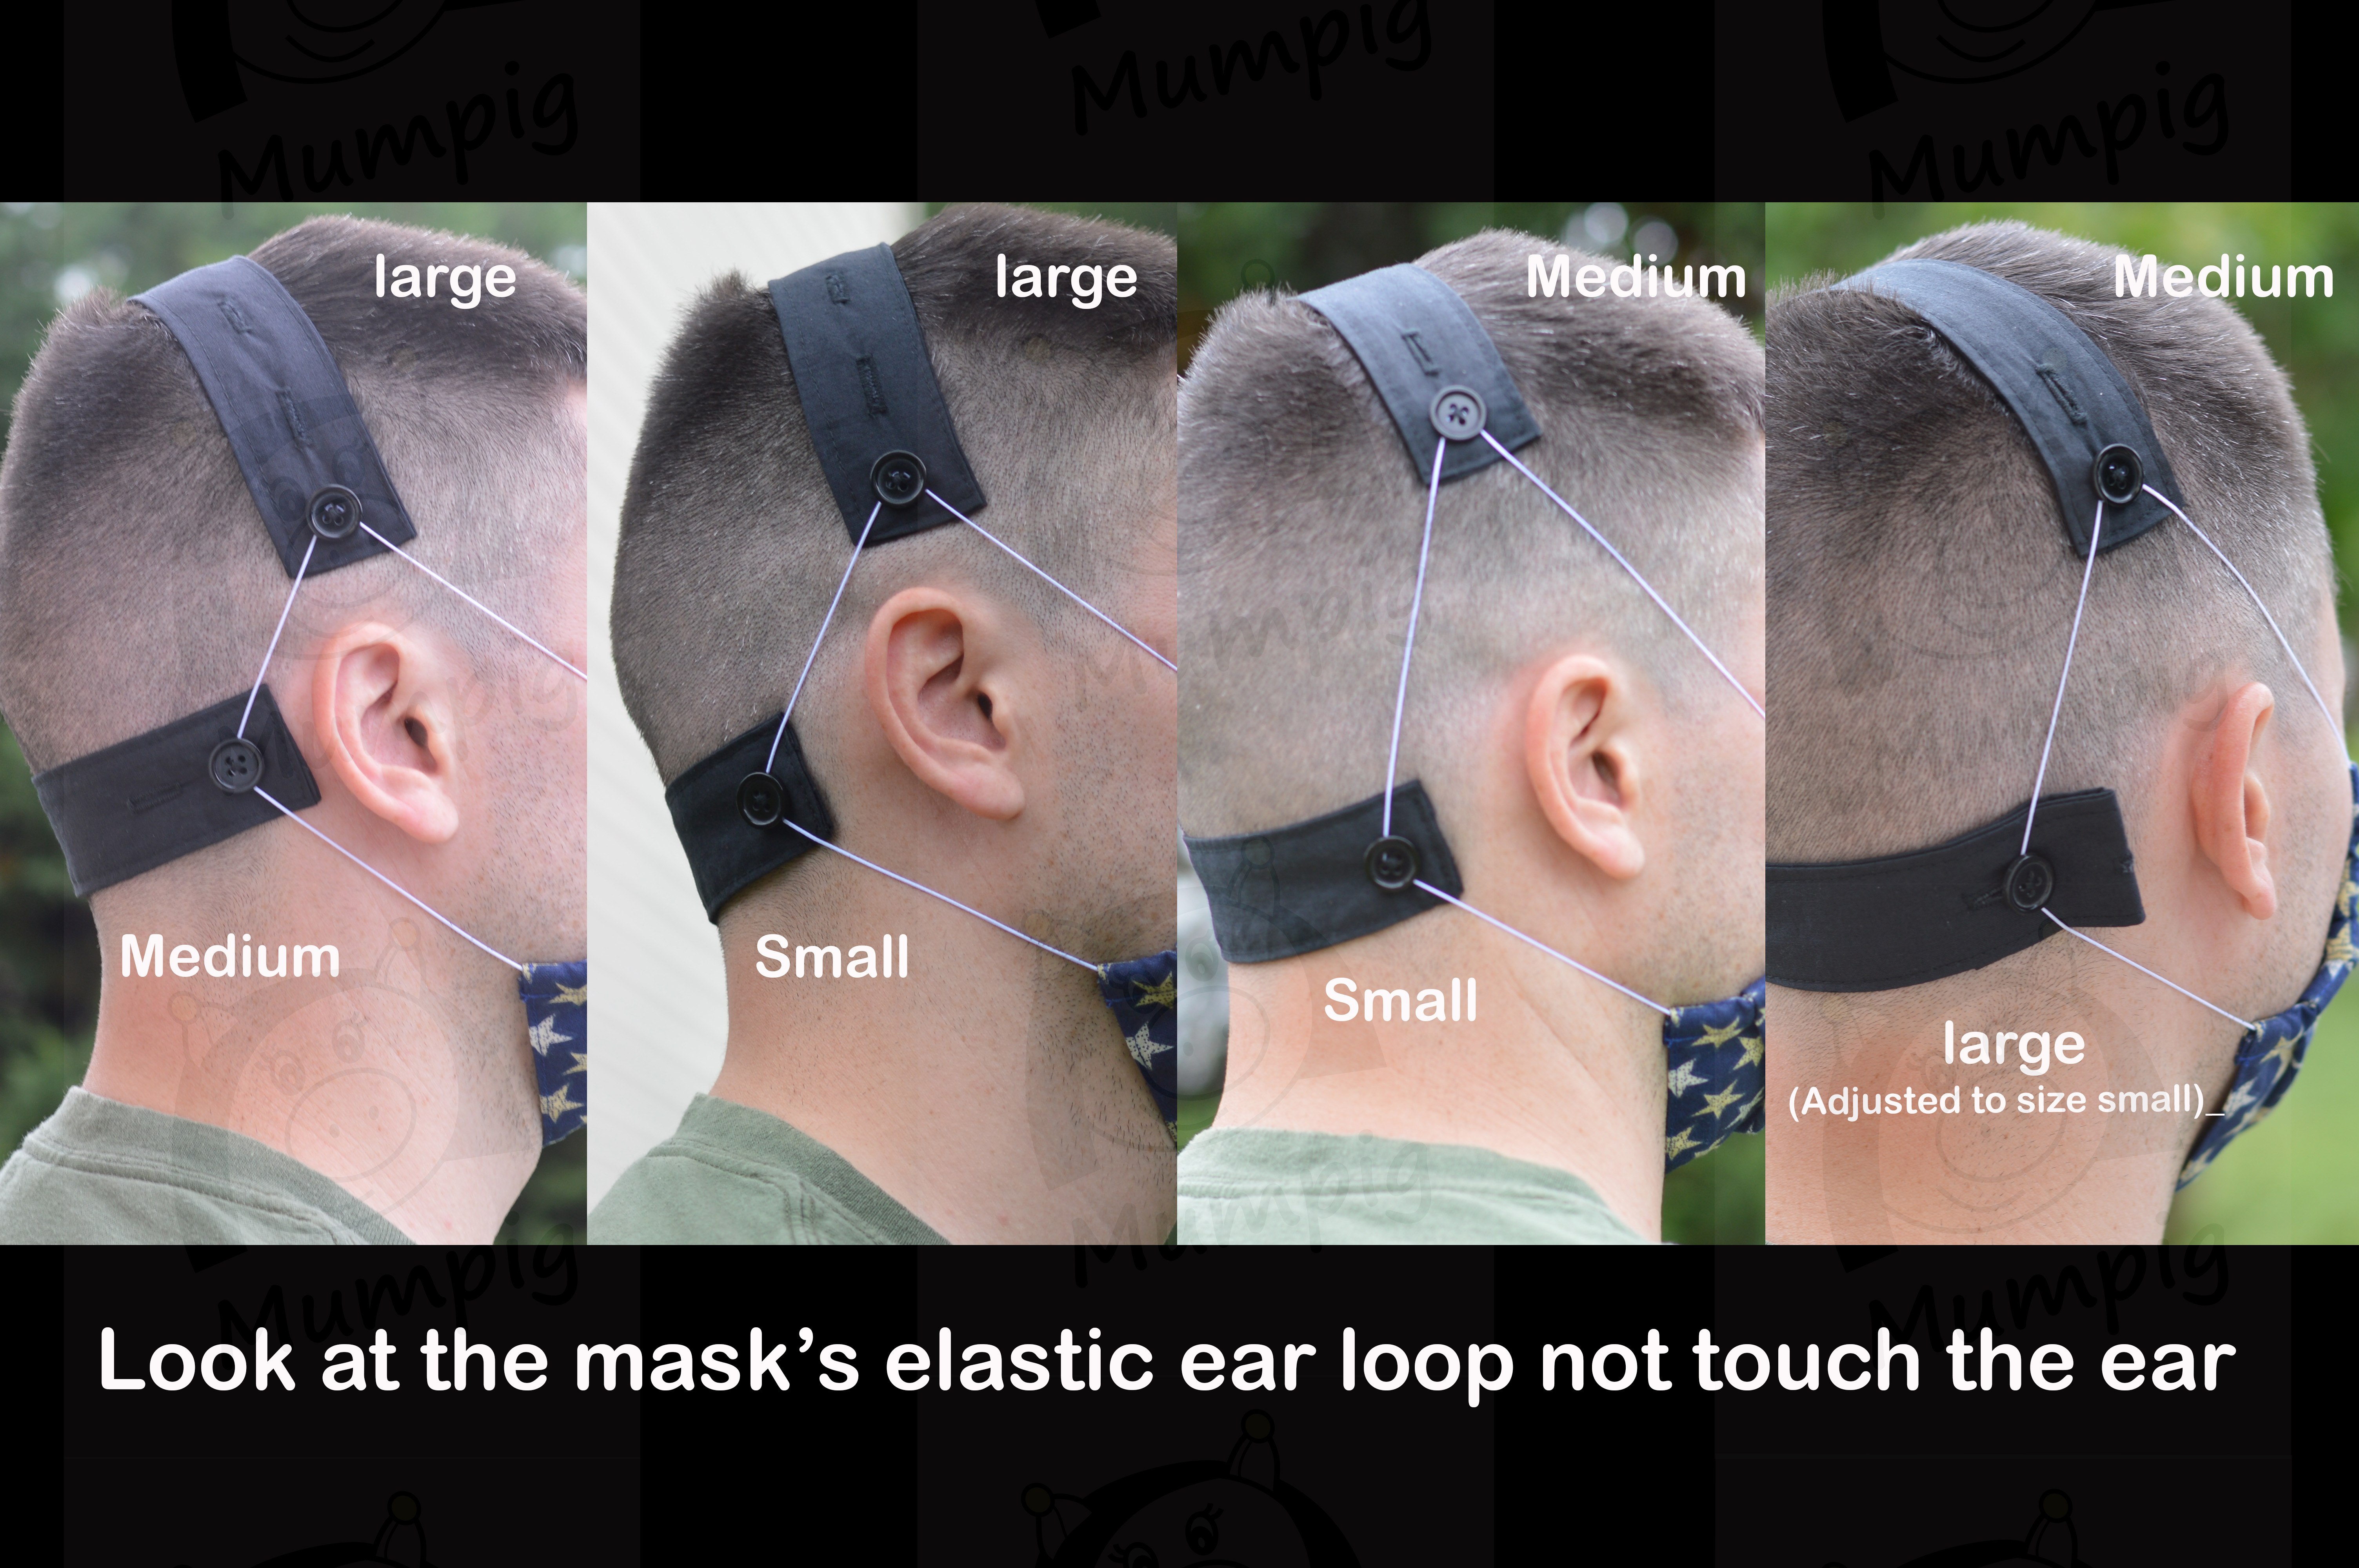 Mumpig
Mumpig
Mumpig
large
large
Medium
Medium
Medium
Small
Small
large
(Adjusted to size small)_
Mumpig
Mumpig
Mumpig
Mumpig
Look at the mask’s elastic ear loop not touch the ear